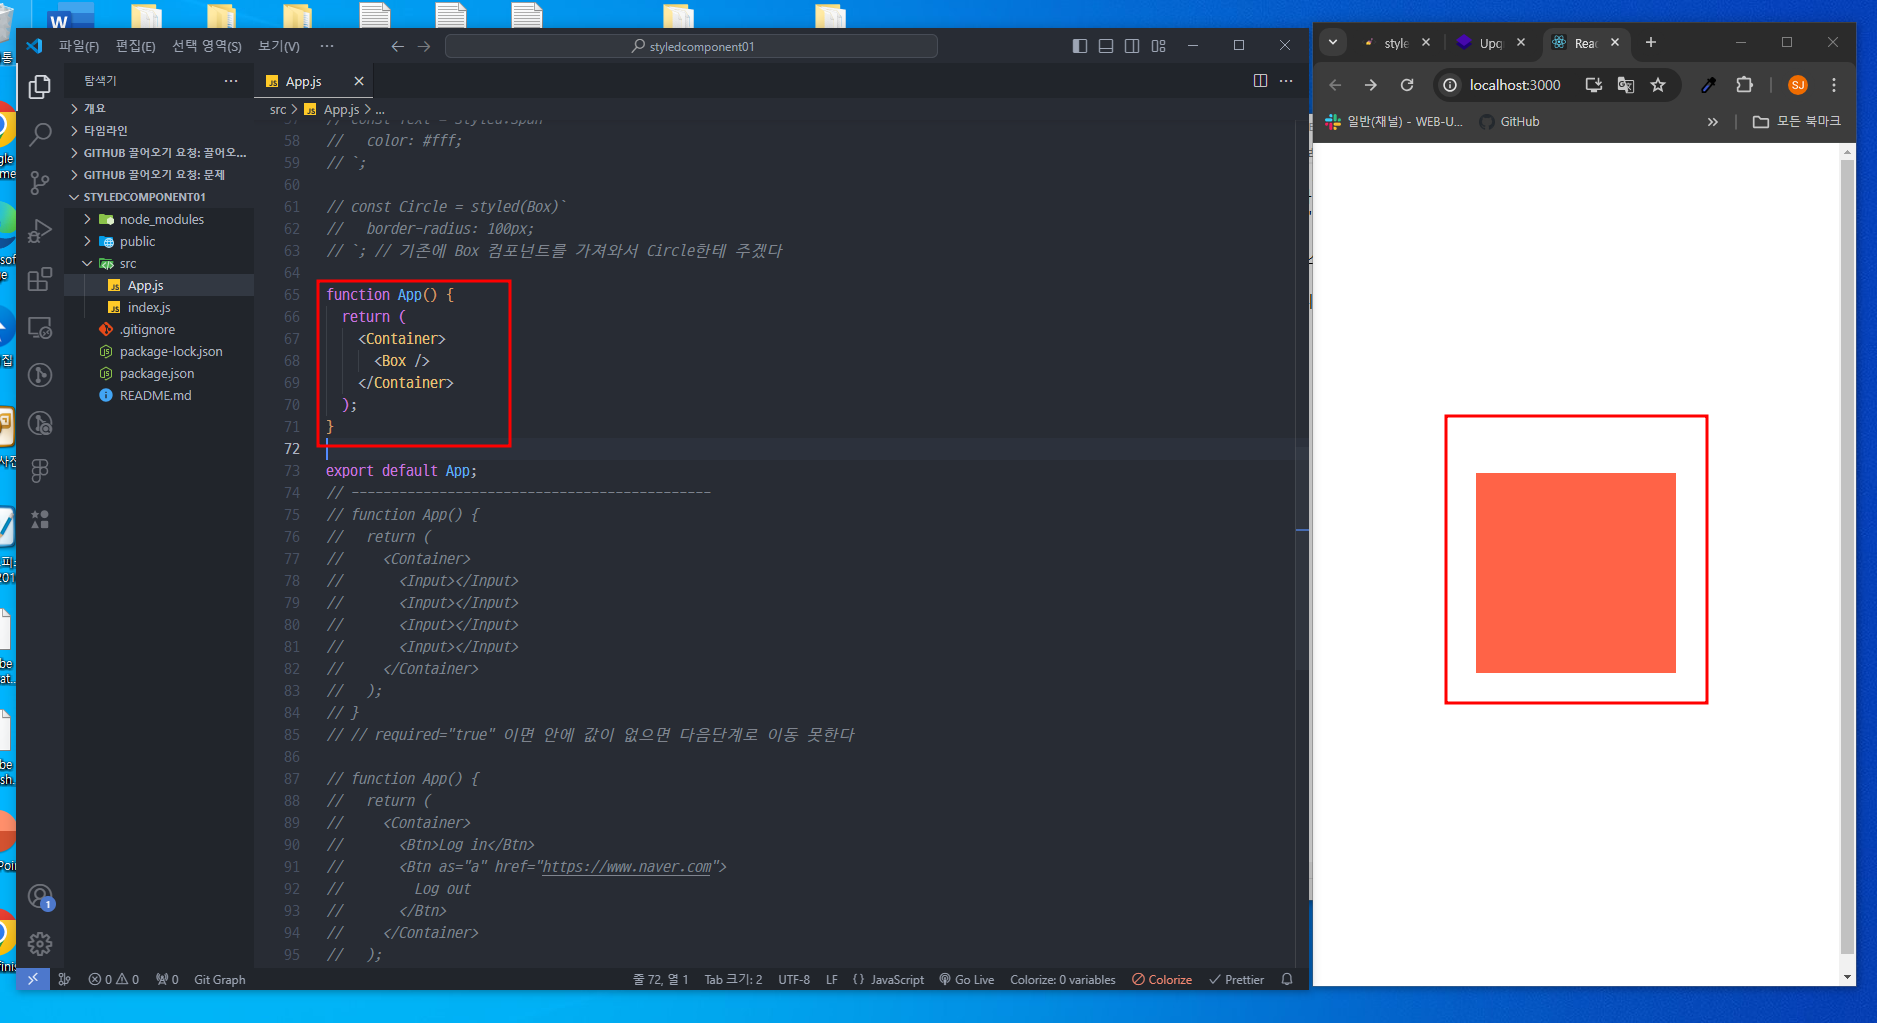 파일(F) 편집(E) 선택 영역(S) 보기(V) ···
styledcomponent01
탐색기 ···
개요
타임라인
GITHUB 끌어오기 요청: 끌어오...
GITHUB 끌어오기 요청: 문제
STYLEDCOMPONENT01
node_modules
public
src
App.js
index.js
.gitignore
package-lock.json
package.json
README.md
App.js
src > App.js > ...
58 //   color: #fff;
59 // `;
60
61 // const Circle = styled(Box)`
62 //   border-radius: 100px;
63 // `; // 기존에 Box 컴포넌트를 가져와서 Circle한테 주겠다
64
65 function App() {
66   return (
67     <Container>
68       <Box />
69     </Container>
70   );
71 }
72
73 export default App;
74 // ---------------------------------------------
75 // function App() {
76 //   return (
77 //     <Container>
78 //       <Input></Input>
79 //       <Input></Input>
80 //       <Input></Input>
81 //       <Input></Input>
82 //     </Container>
83 //   );
84 // }
85 // // required="true" 이면 안에 값이 없으면 다음단계로 이동 못한다
86
87 // function App() {
88 //   return (
89 //     <Container>
90 //       <Btn>Log in</Btn>
91 //       <Btn as="a" href="https://www.naver.com">
92 //         Log out
93 //       </Btn>
94 //     </Container>
95 //   );
1
0 0 0 Git Graph
줄 72, 열 1 Tab 크기: 2 UTF-8 LF {} JavaScript Go Live Colorize: 0 variables Colorize Prettier
style
Upq
Reac
localhost:3000
SJ
일반(채널) - WEB-U...
GitHub
모든 북마크